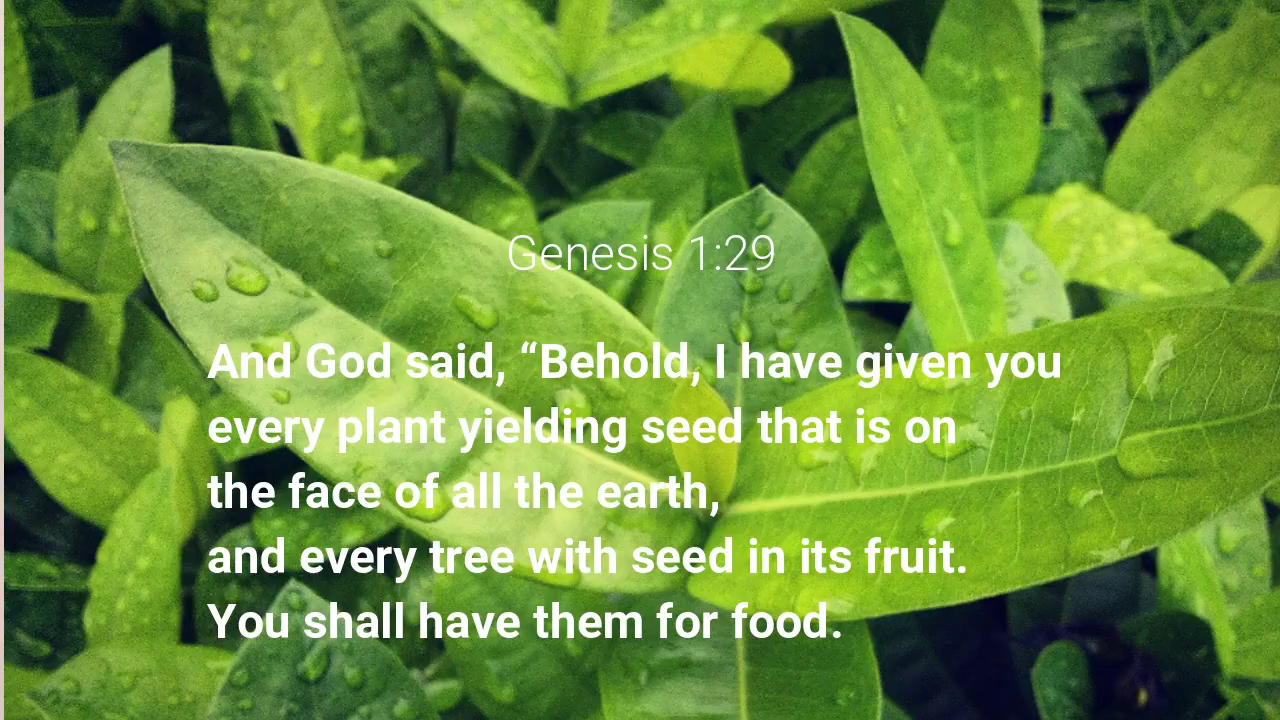 Genesis 1:29
And God said, “Behold, I have given you
every plant yielding seed that is on
the face of all the earth,
and every tree with seed in its fruit.
You shall have them for food.